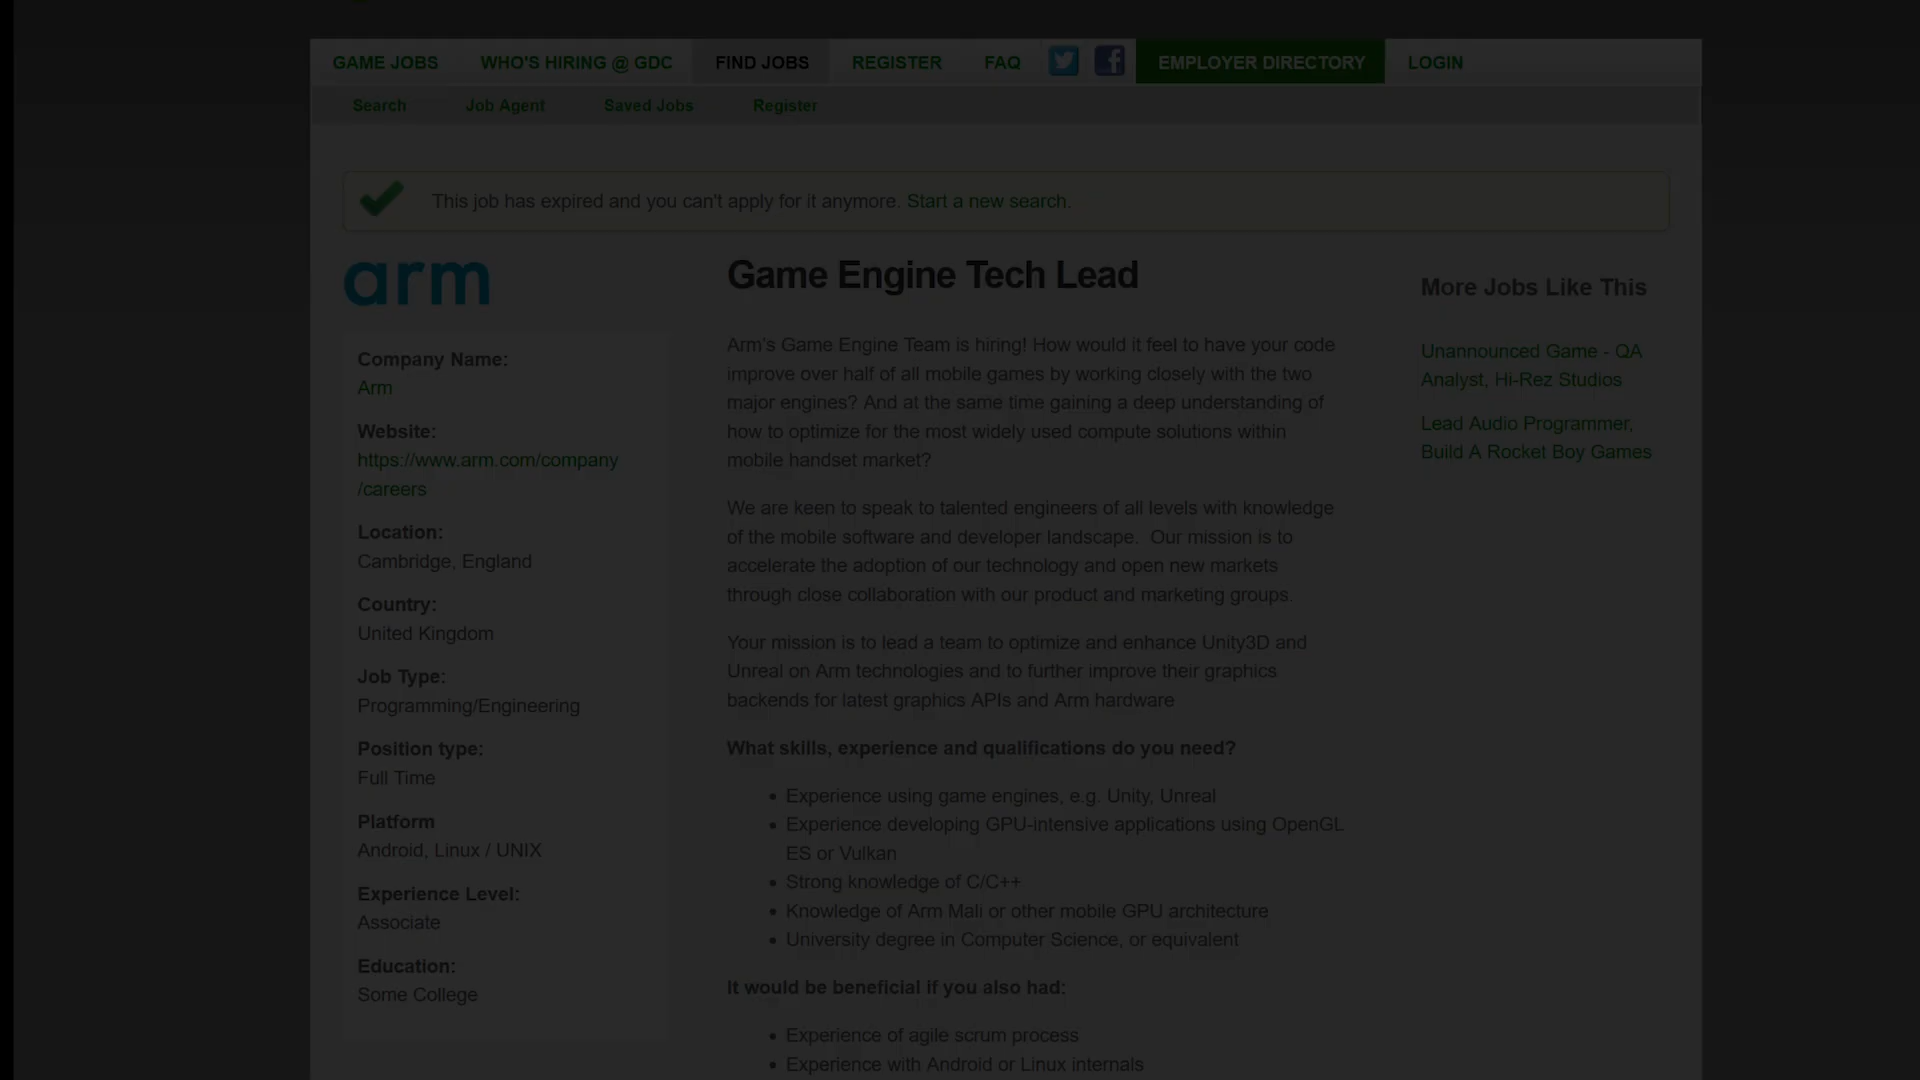 GAME JOBS WHO'S HIRING @ GDC FIND JOBS REGISTER FAQ EMPLOYER DIRECTORY LOGIN
Search Job Agent Saved Jobs Register
This job has expired and you can't apply for it anymore. Start a new search.
arm
Company Name:
Arm
Website:
https://www.arm.com/company
/careers
Location:
Cambridge, England
Country:
United Kingdom
Job Type:
Programming/Engineering
Position type:
Full Time
Platform
Android, Linux / UNIX
Experience Level:
Associate
Education:
Some College
Game Engine Tech Lead
Arm's Game Engine Team is hiring! How would it feel to have your code
improve over half of all mobile games by working closely with the two
major engines? And at the same time gaining a deep understanding of
how to optimize for the most widely used compute solutions within
mobile handset market?
We are keen to speak to talented engineers of all levels with knowledge
of the mobile software and developer landscape. Our mission is to
accelerate the adoption of our technology and open new markets
through close collaboration with our product and marketing groups.
Your mission is to lead a team to optimize and enhance Unity3D and
Unreal on Arm technologies and to further improve their graphics
backends for latest graphics APIs and Arm hardware
What skills, experience and qualifications do you need?
• Experience using game engines, e.g. Unity, Unreal
• Experience developing GPU-intensive applications using OpenGL
ES or Vulkan
• Strong knowledge of C/C++
• Knowledge of Arm Mali or other mobile GPU architecture
• University degree in Computer Science, or equivalent
It would be beneficial if you also had:
• Experience of agile scrum process
• Experience with Android or Linux internals
More Jobs Like This
Unannounced Game - QA
Analyst, Hi-Rez Studios
Lead Audio Programmer,
Build A Rocket Boy Games